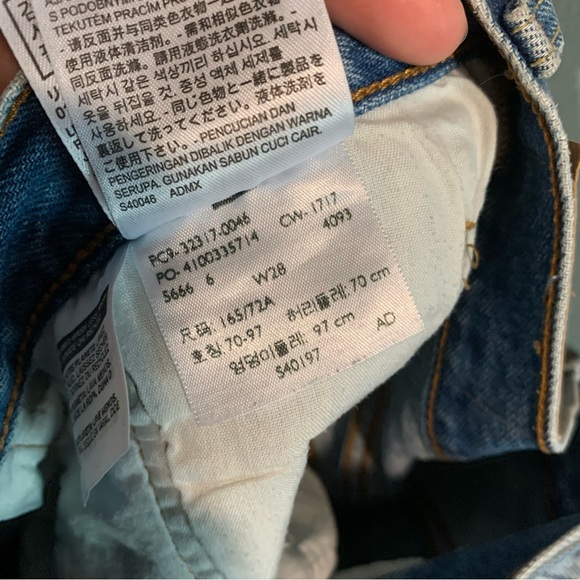 S PODOBNÝM
TEKUTÉM PRACÍM PROST
- 请反面并与同类色衣物一
使用液体清洁剂。- 需和相似色衣物
同反面洗滌。請用液態洗衣劑洗滌。
세탁시 같은 색상끼리 하십시요. 세탁시
옷을 뒤집을 것. 중성 액체 세제를
사용하세요. - 同じ色物と一緒に製品を
裏返して洗ってください。液体洗剤を
ご使用下さい。- PENCUCIAN DAN
PENGERINGAN DIBALIK DENGAN WARNA
SERUPA. GUNAKAN SABUN CUCI CAIR.
S40046 ADMX
PC9-32317.0046 CW-1717
PO-4100335714 4093
S666 6 W28
尺码: 165/72A 허리둘레: 70 cm
호칭: 70-97
엉덩이둘레: 97 cm
S40197 AD